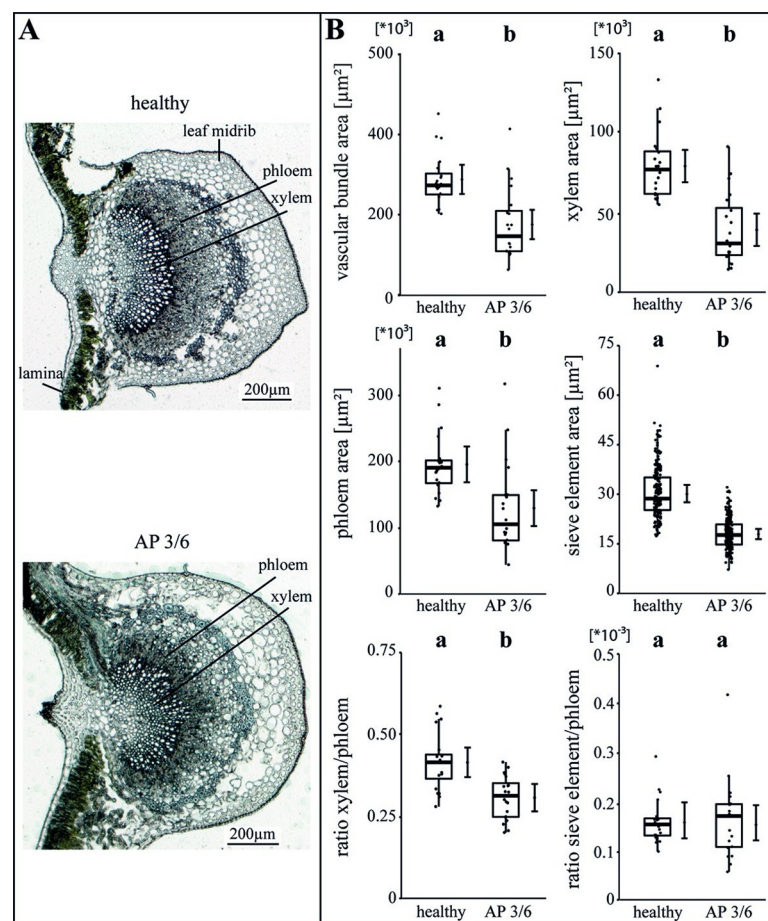 A
healthy
leaf midrib
phloem
xylem
lamina
200µm
AP 3/6
phloem
xylem
200µm
B
[*10³]
a
b
vascular bundle area [µm²]
500
400
200
0
healthy
AP 3/6
[*10³]
a
b
xylem area [µm²]
150
100
50
0
healthy
AP 3/6
[*10³]
a
b
phloem area [µm²]
300
200
100
0
healthy
AP 3/6
a
b
sieve element area [µm²]
75
60
45
30
15
0
healthy
AP 3/6
a
b
ratio xylem/phloem
0.75
0.50
0.25
0
healthy
AP 3/6
[*10⁻³]
a
a
ratio sieve element/phloem
0.5
0.4
0.3
0.2
0.1
0
healthy
AP 3/6